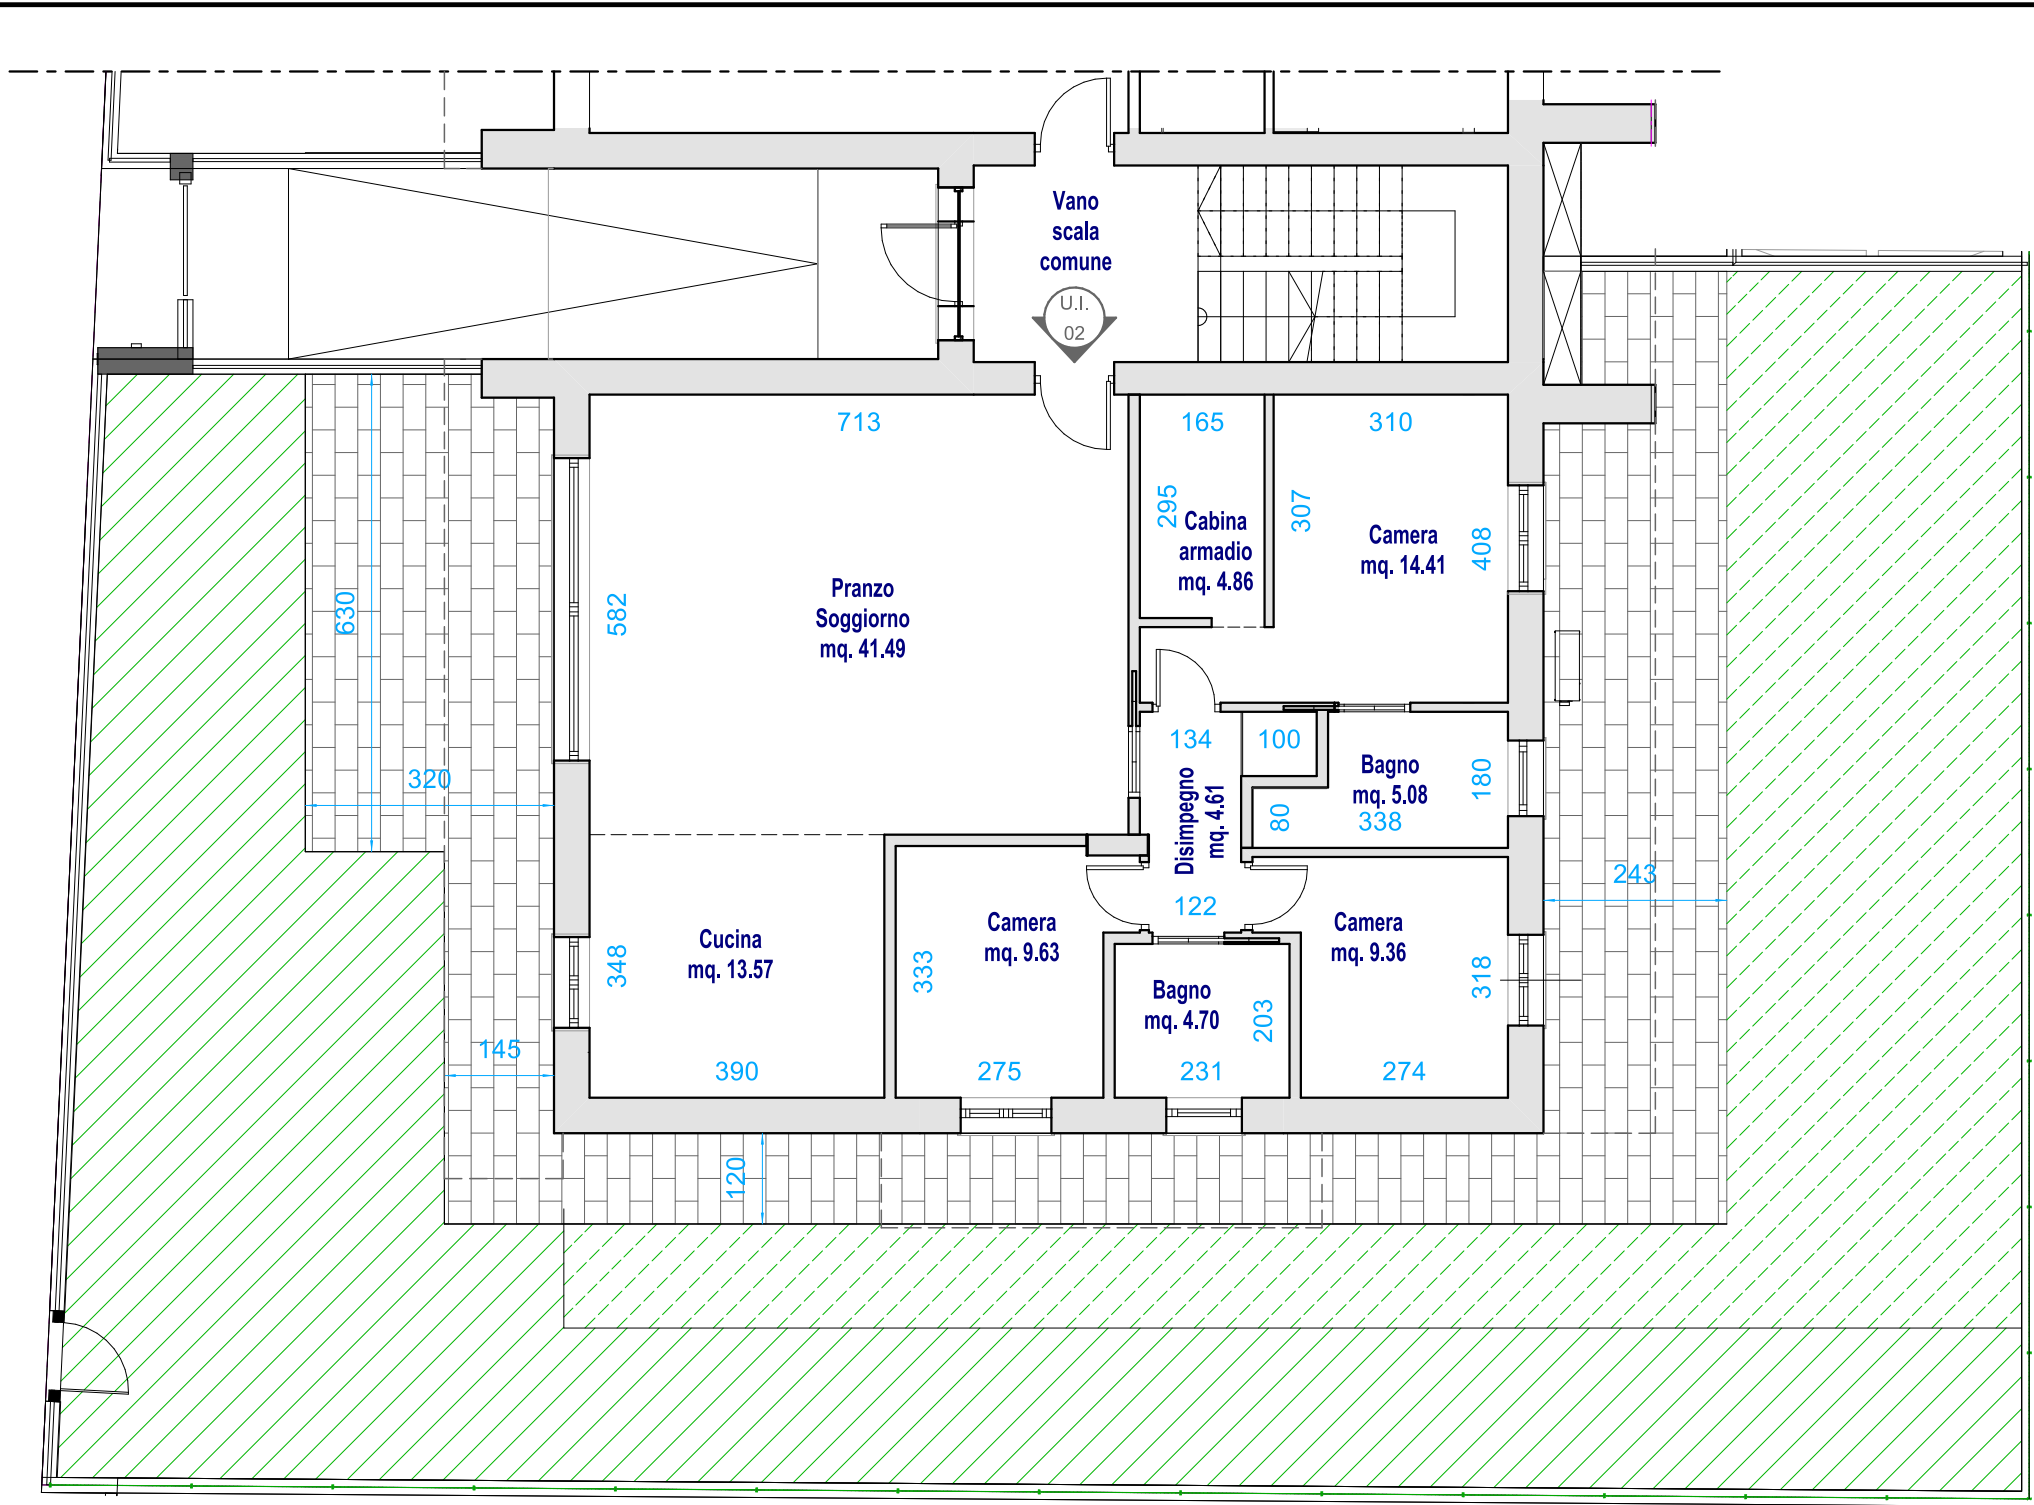 Vano
scala
comune
U.I.
02
713
165
310
295
307
408
Cabina
armadio
mq. 4.86
Camera
mq. 14.41
Pranzo
Soggiorno
mq. 41.49
630
582
320
134
100
Bagno
mq. 5.08
180
80
338
Disimpegno
mq. 4.61
243
122
Cucina
mq. 13.57
348
Camera
mq. 9.63
333
Camera
mq. 9.36
318
Bagno
mq. 4.70
203
145
390
275
231
274
120